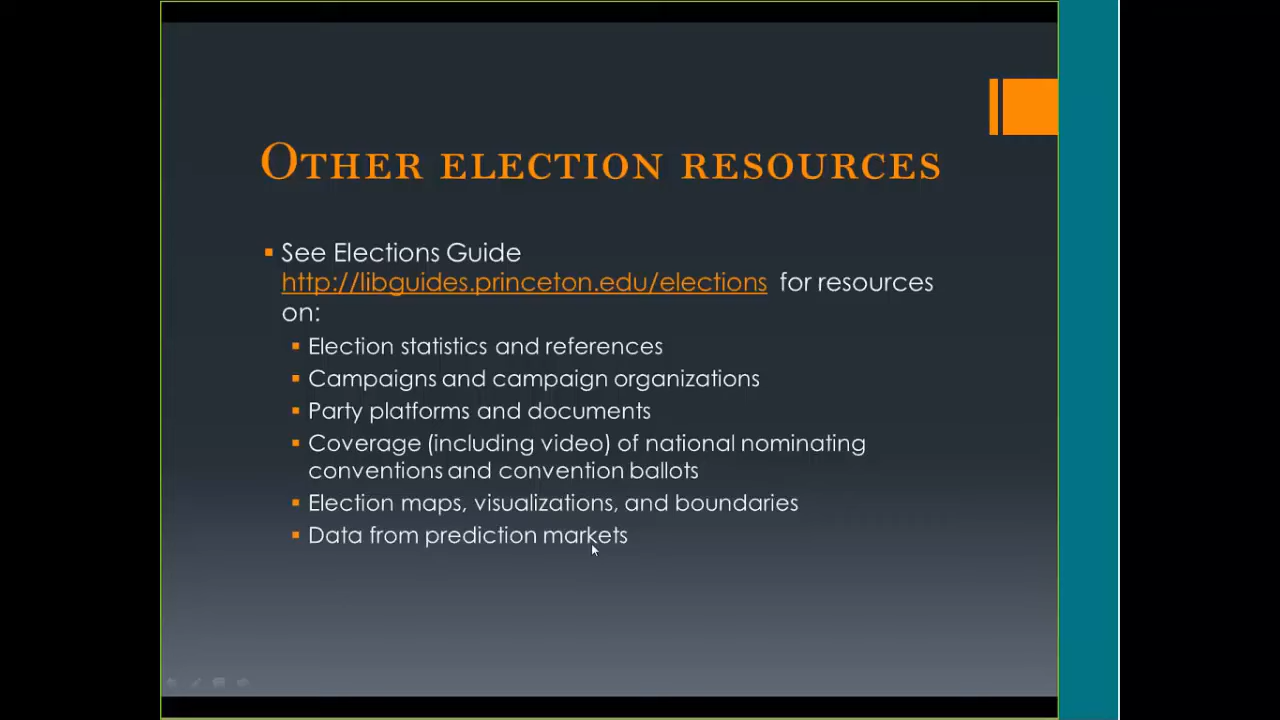 Other election resources
See Elections Guide
http://libguides.princeton.edu/elections for resources
on:
Election statistics and references
Campaigns and campaign organizations
Party platforms and documents
Coverage (including video) of national nominating
conventions and convention ballots
Election maps, visualizations, and boundaries
Data from prediction markets